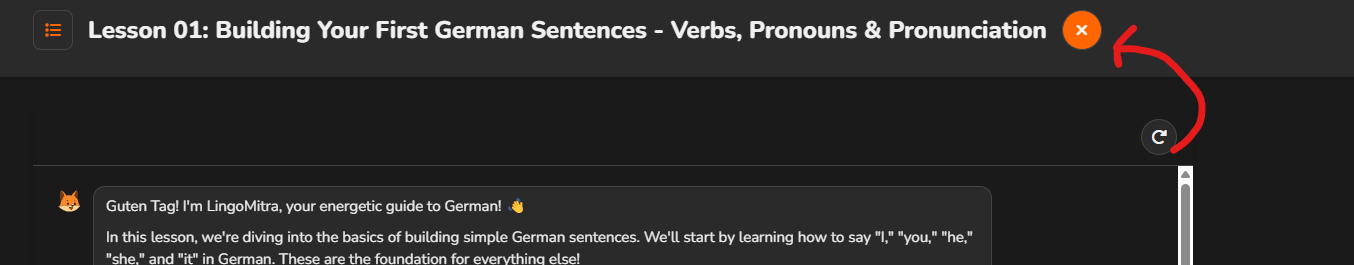 Lesson 01: Building Your First German Sentences - Verbs, Pronouns & Pronunciation
Guten Tag! I'm LingoMitra, your energetic guide to German! 👋
In this lesson, we're diving into the basics of building simple German sentences. We'll start by learning how to say "I," "you," "he,"
"she," and "it" in German. These are the foundation for everything else!